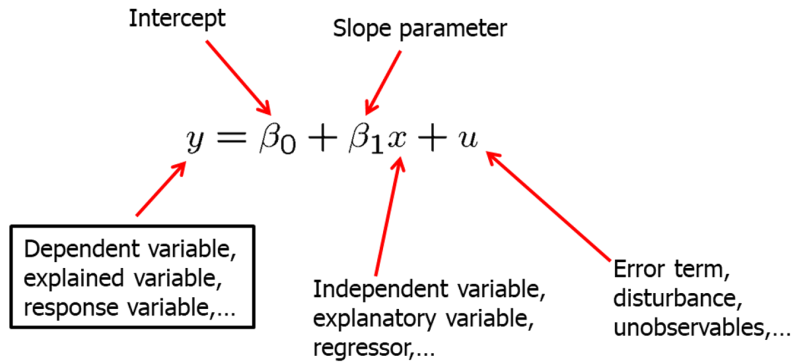 Intercept
Slope parameter
y = β₀ + β₁x + u
Dependent variable,
explained variable,
response variable,...
Independent variable,
explanatory variable,
regressor,...
Error term,
disturbance,
unobservables,...